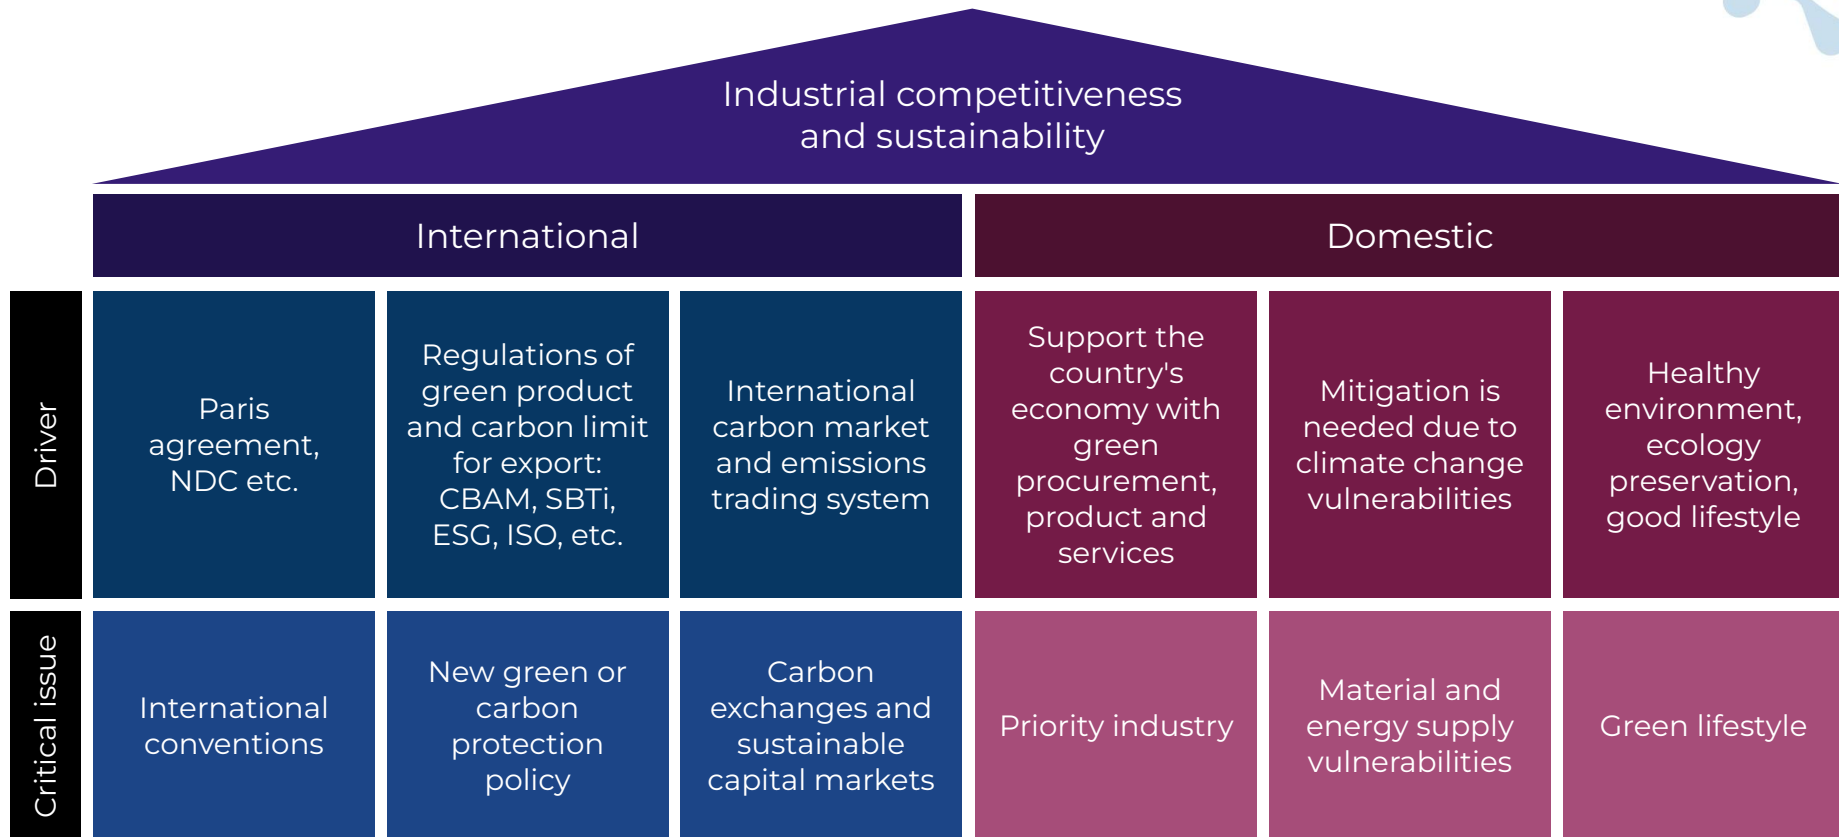 Industrial competitiveness
and sustainability
International
Domestic
Driver
Paris
agreement,
NDC etc.
Regulations of
green product
and carbon limit
for export:
CBAM, SBTi,
ESG, ISO, etc.
International
carbon market
and emissions
trading system
Support the
country's
economy with
green
procurement,
product and
services
Mitigation is
needed due to
climate change
vulnerabilities
Healthy
environment,
ecology
preservation,
good lifestyle
Critical issue
International
conventions
New green or
carbon
protection
policy
Carbon
exchanges and
sustainable
capital markets
Priority industry
Material and
energy supply
vulnerabilities
Green lifestyle